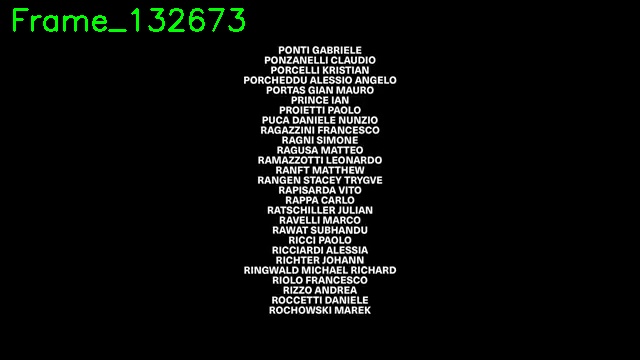 Frame_132673
PONTI GABRIELE
PONZANELLI CLAUDIO
PORCELLI KRISTIAN
PORCHEDDU ALESSIO ANGELO
PORTAS GIAN MAURO
PRINCE IAN
PROIETTI PAOLO
PUCA DANIELE NUNZIO
RAGAZZINI FRANCESCO
RAGNI SIMONE
RAGUSA MATTEO
RAMAZZOTTI LEONARDO
RANFT MATTHEW
RANGEN STACEY TRYGVE
RAPISARDA VITO
RAPPA CARLO
RATSCHILLER JULIAN
RAVELLI MARCO
RAWAT SUBHANDU
RICCI PAOLO
RICCIARDI ALESSIA
RICHTER JOHANN
RINGWALD MICHAEL RICHARD
RIOLO FRANCESCO
RIZZO ANDREA
ROCCETTI DANIELE
ROCHOWSKI MAREK